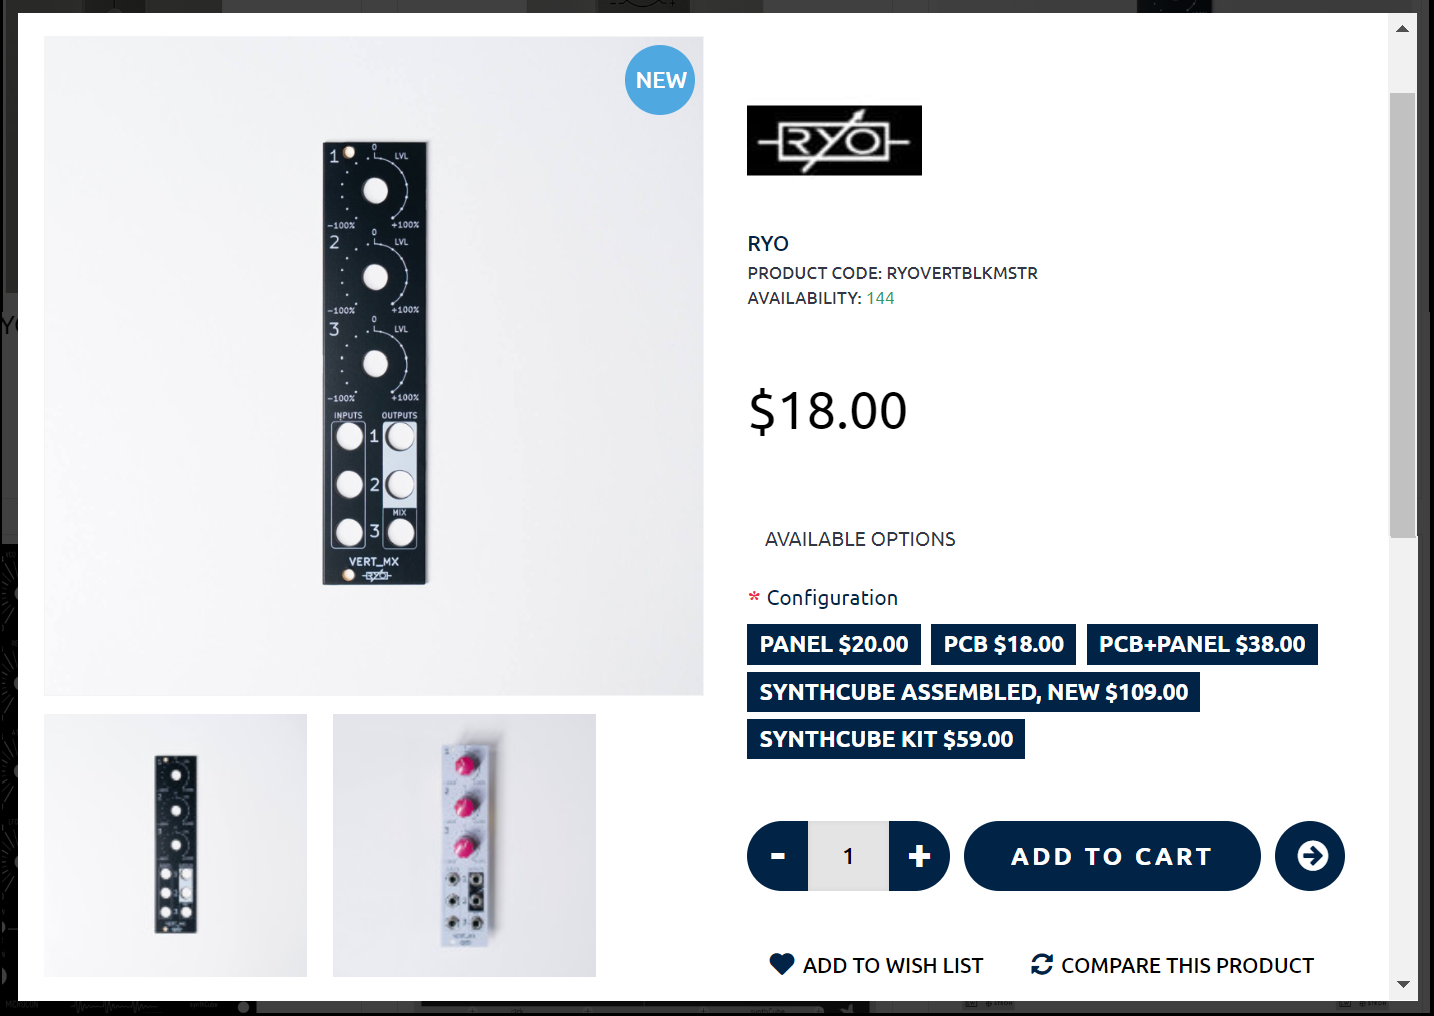 NEW
1
0
LVL
-100%
+100%
2
0
LVL
-100%
+100%
3
0
LVL
-100%
+100%
INPUTS OUTPUTS
1
2
MIX
3
VERT_MX
RYO
RYO
RYO
PRODUCT CODE: RYOVERTBLKMSTR
AVAILABILITY: 144
$18.00
AVAILABLE OPTIONS
* Configuration
PANEL $20.00 PCB $18.00 PCB+PANEL $38.00
SYNTHCUBE ASSEMBLED, NEW $109.00
SYNTHCUBE KIT $59.00
- 1 + ADD TO CART
ADD TO WISH LIST COMPARE THIS PRODUCT